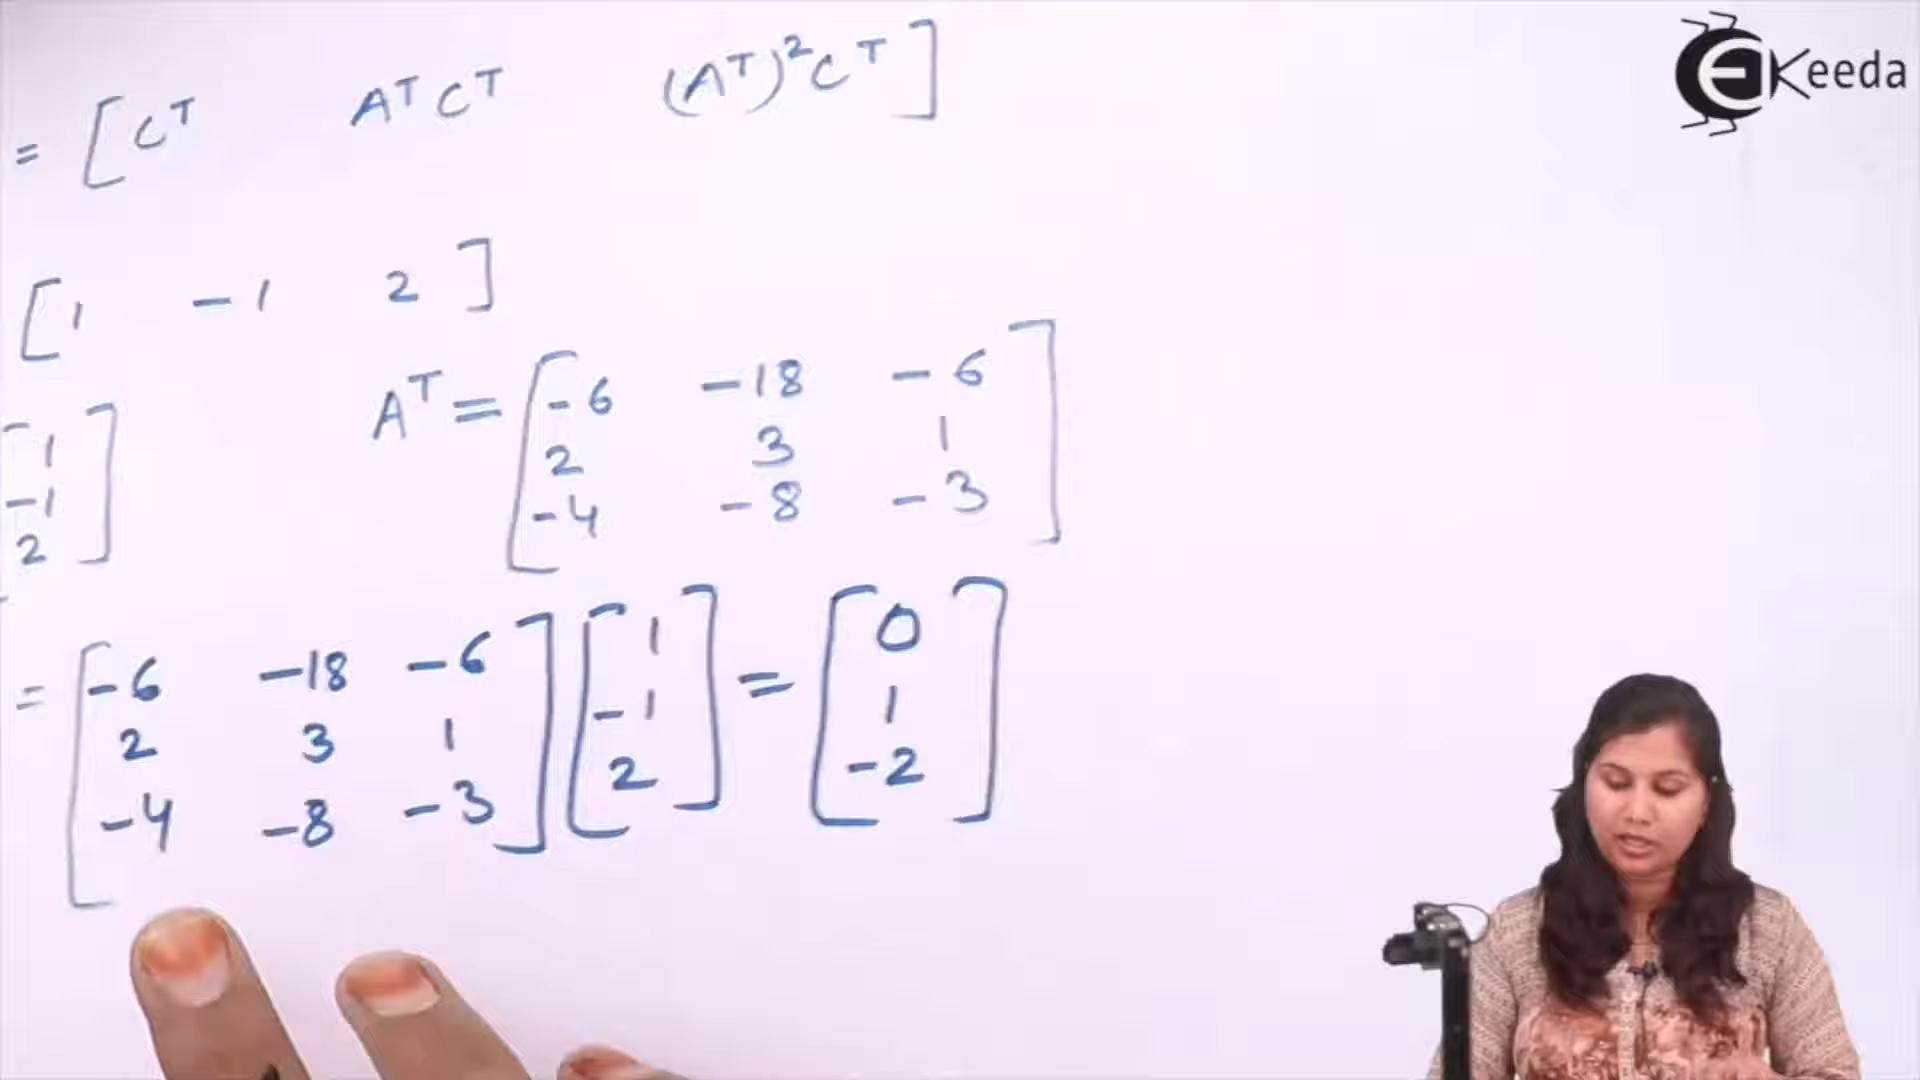 EKeeda
= [ Cᵀ AᵀCᵀ (Aᵀ)²Cᵀ ]
[ 1 -1 2 ]
1
-1
2 ]
Aᵀ = [ -6 -18 -6
2 3 1
-4 -8 -3 ]
= [ -6 -18 -6 ] [ 1 ] = [ 0 ]
2 3 1 -1 1
-4 -8 -3 2 -2